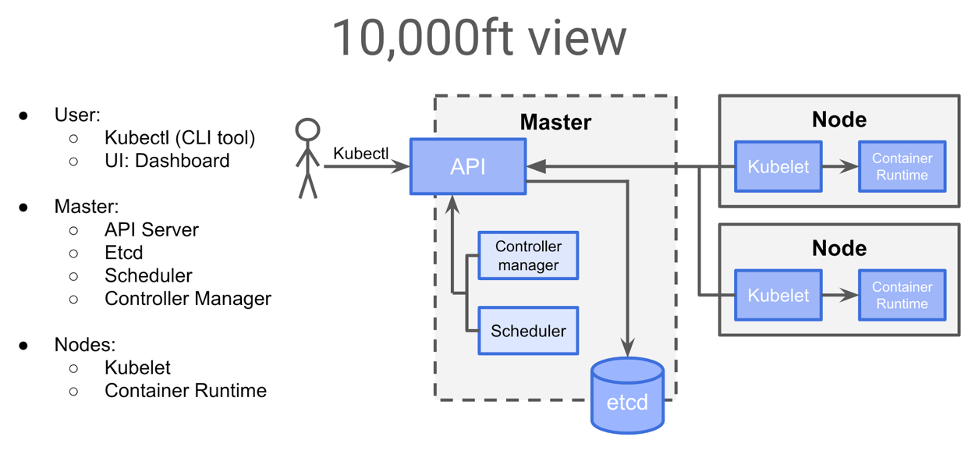 10,000ft view
● User:
○ Kubectl (CLI tool)
○ UI: Dashboard
● Master:
○ API Server
○ Etcd
○ Scheduler
○ Controller Manager
● Nodes:
○ Kubelet
○ Container Runtime
Kubectl
Master
API
Controller
manager
Scheduler
etcd
Node
Kubelet
Container
Runtime
Node
Kubelet
Container
Runtime